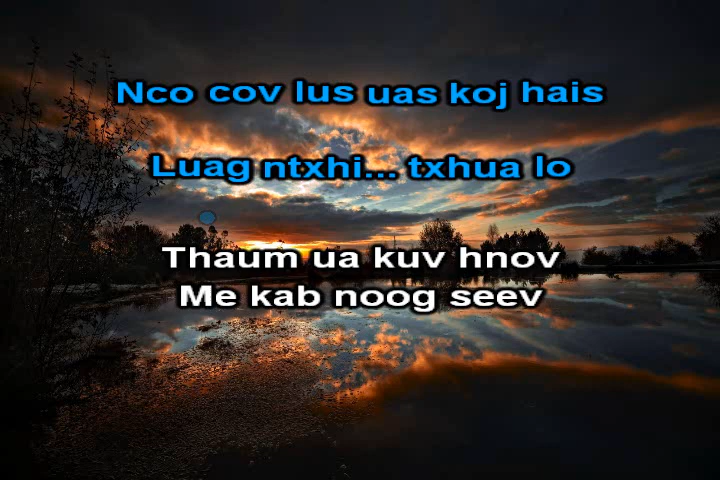 Nco cov lus uas koj hais
Luag ntxhi... txhua lo
Thaum ua kuv hnov
Me kab noog seev